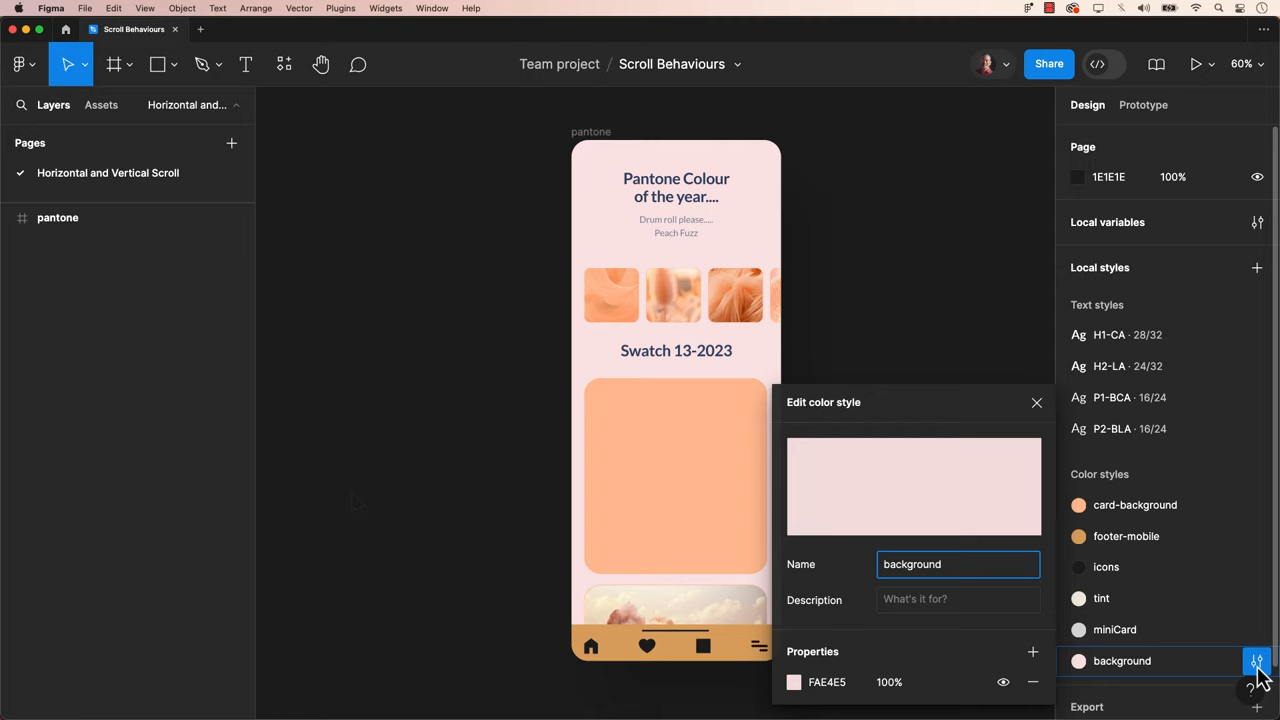 Figma File Edit View Object Text Arrange Vector Plugins Widgets Window Help
Scroll Behaviours
Team project / Scroll Behaviours
Share
60%
Layers Assets Horizontal and...
Pages
Horizontal and Vertical Scroll
pantone
pantone
Pantone Colour
of the year....
Drum roll please.....
Peach Fuzz
Swatch 13-2023
Edit color style
Name background
Description What's it for?
Properties
FAE4E5 100%
Design Prototype
Page
1E1E1E 100%
Local variables
Local styles
Text styles
Ag H1-CA · 28/32
Ag H2-LA · 24/32
Ag P1-BCA · 16/24
Ag P2-BLA · 16/24
Color styles
card-background
footer-mobile
icons
tint
miniCard
background
?
Export